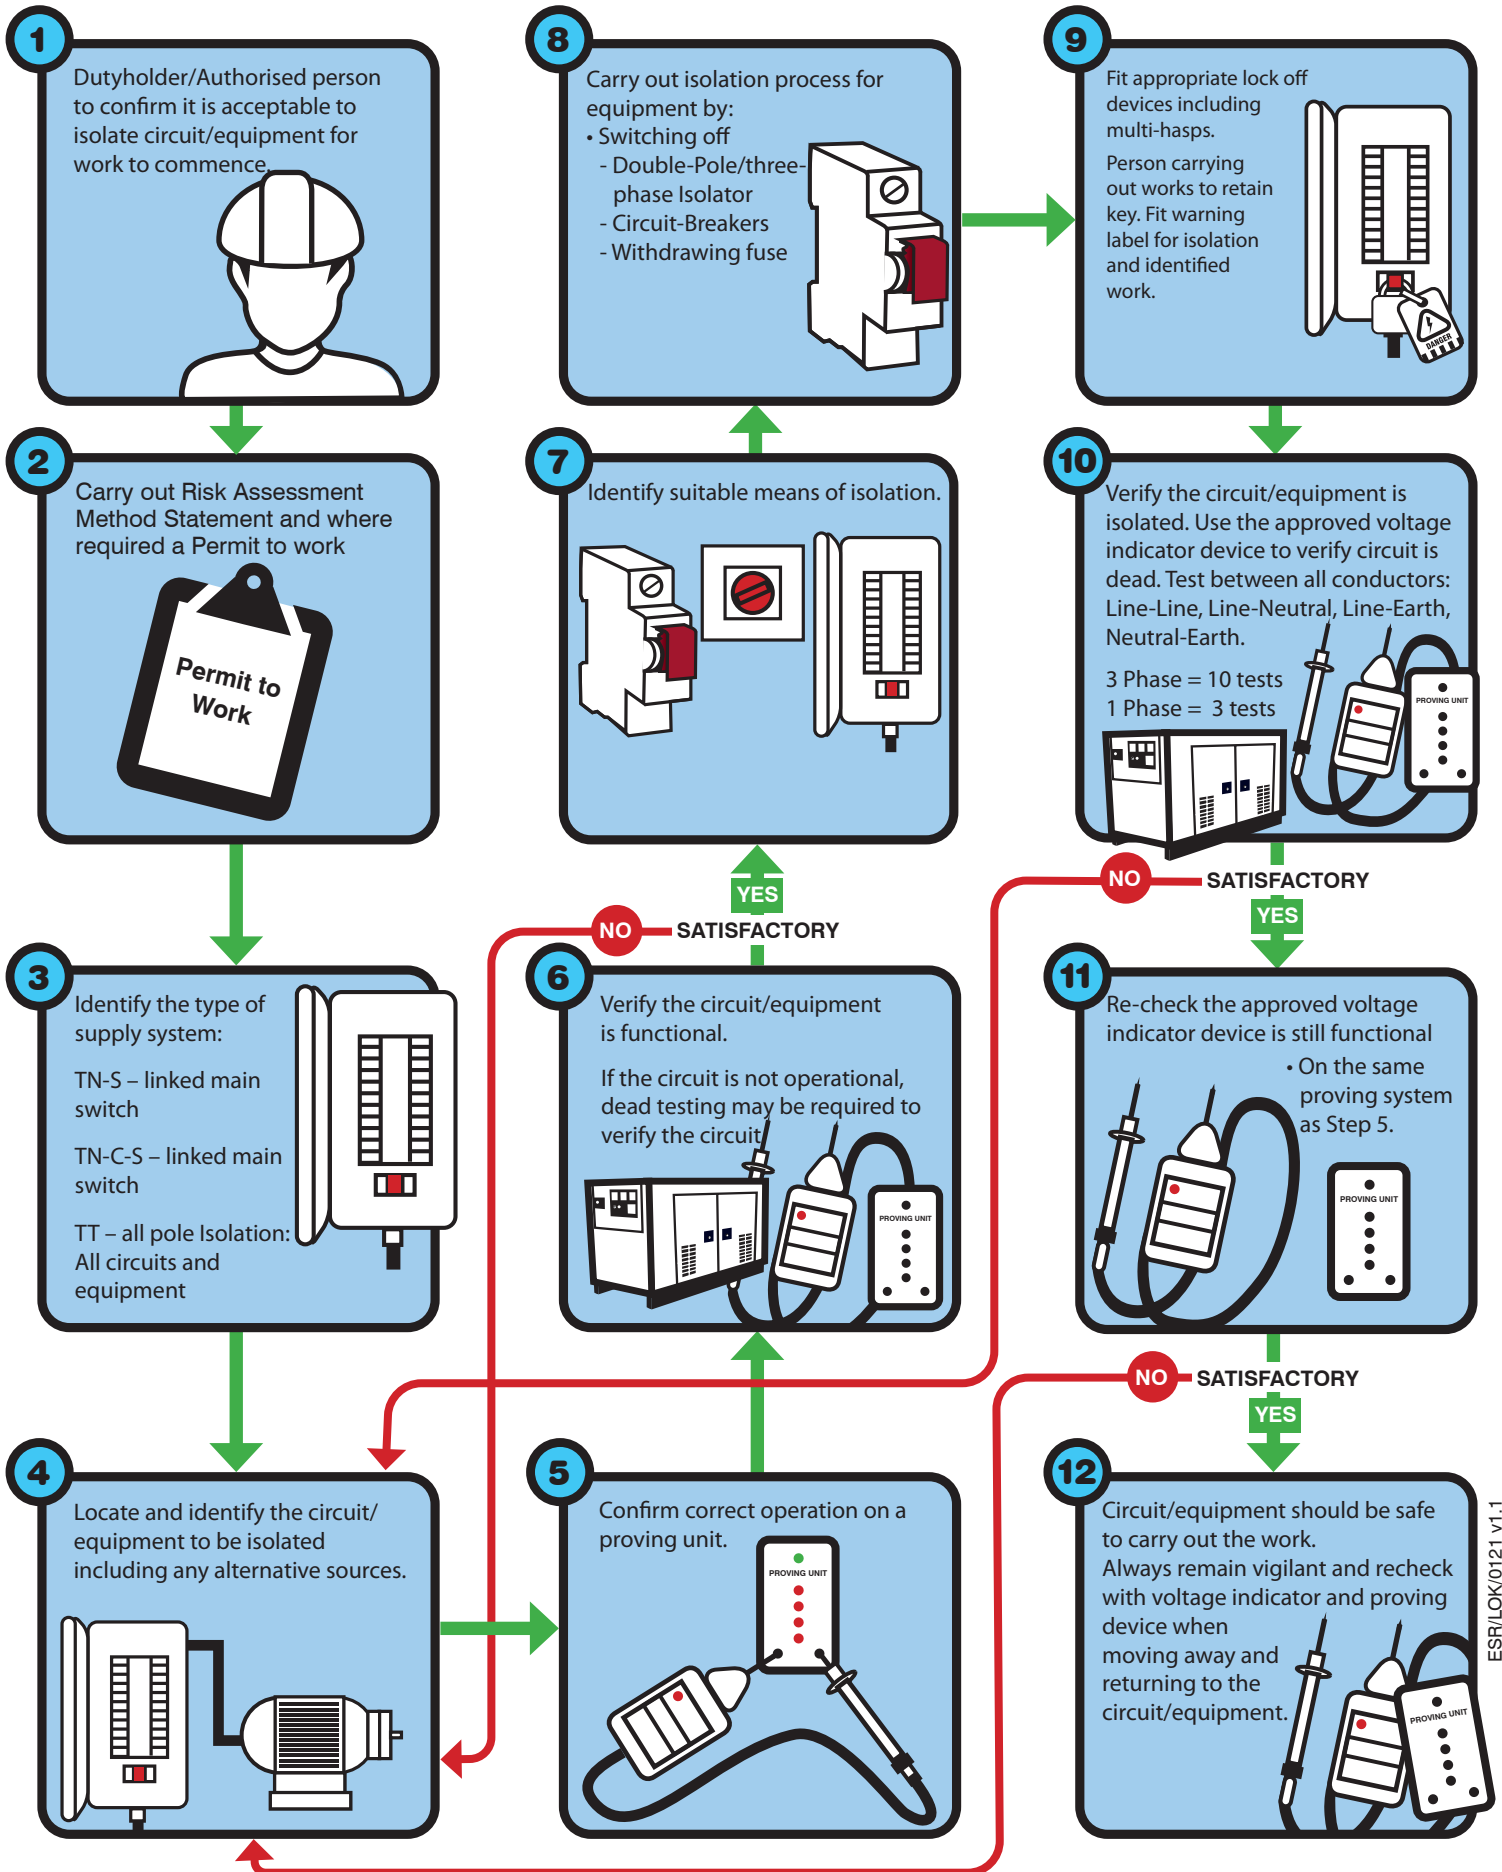 1
Dutyholder/Authorised person
to confirm it is acceptable to
isolate circuit/equipment for
work to commence.
2
Carry out Risk Assessment
Method Statement and where
required a Permit to work
Permit to
Work
3
Identify the type of
supply system:
TN-S – linked main
switch
TN-C-S – linked main
switch
TT – all pole Isolation:
All circuits and
equipment
4
Locate and identify the circuit/
equipment to be isolated
including any alternative sources.
5
Confirm correct operation on a
proving unit.
PROVING UNIT
6
Verify the circuit/equipment
is functional.
If the circuit is not operational,
dead testing may be required to
verify the circuit
PROVING UNIT
NO
SATISFACTORY
YES
7
Identify suitable means of isolation.
8
Carry out isolation process for
equipment by:
• Switching off
- Double-Pole/three-
phase Isolator
- Circuit-Breakers
- Withdrawing fuse
9
Fit appropriate lock off
devices including
multi-hasps.
Person carrying
out works to retain
key. Fit warning
label for isolation
and identified
work.
DANGER
10
Verify the circuit/equipment is
isolated. Use the approved voltage
indicator device to verify circuit is
dead. Test between all conductors:
Line-Line, Line-Neutral, Line-Earth,
Neutral-Earth.
3 Phase = 10 tests
1 Phase = 3 tests
PROVING UNIT
NO
SATISFACTORY
YES
11
Re-check the approved voltage
indicator device is still functional
• On the same
proving system
as Step 5.
PROVING UNIT
NO
SATISFACTORY
YES
12
Circuit/equipment should be safe
to carry out the work.
Always remain vigilant and recheck
with voltage indicator and proving
device when
moving away and
returning to the
circuit/equipment.
PROVING UNIT
ESR/LOK/0121 v1.1